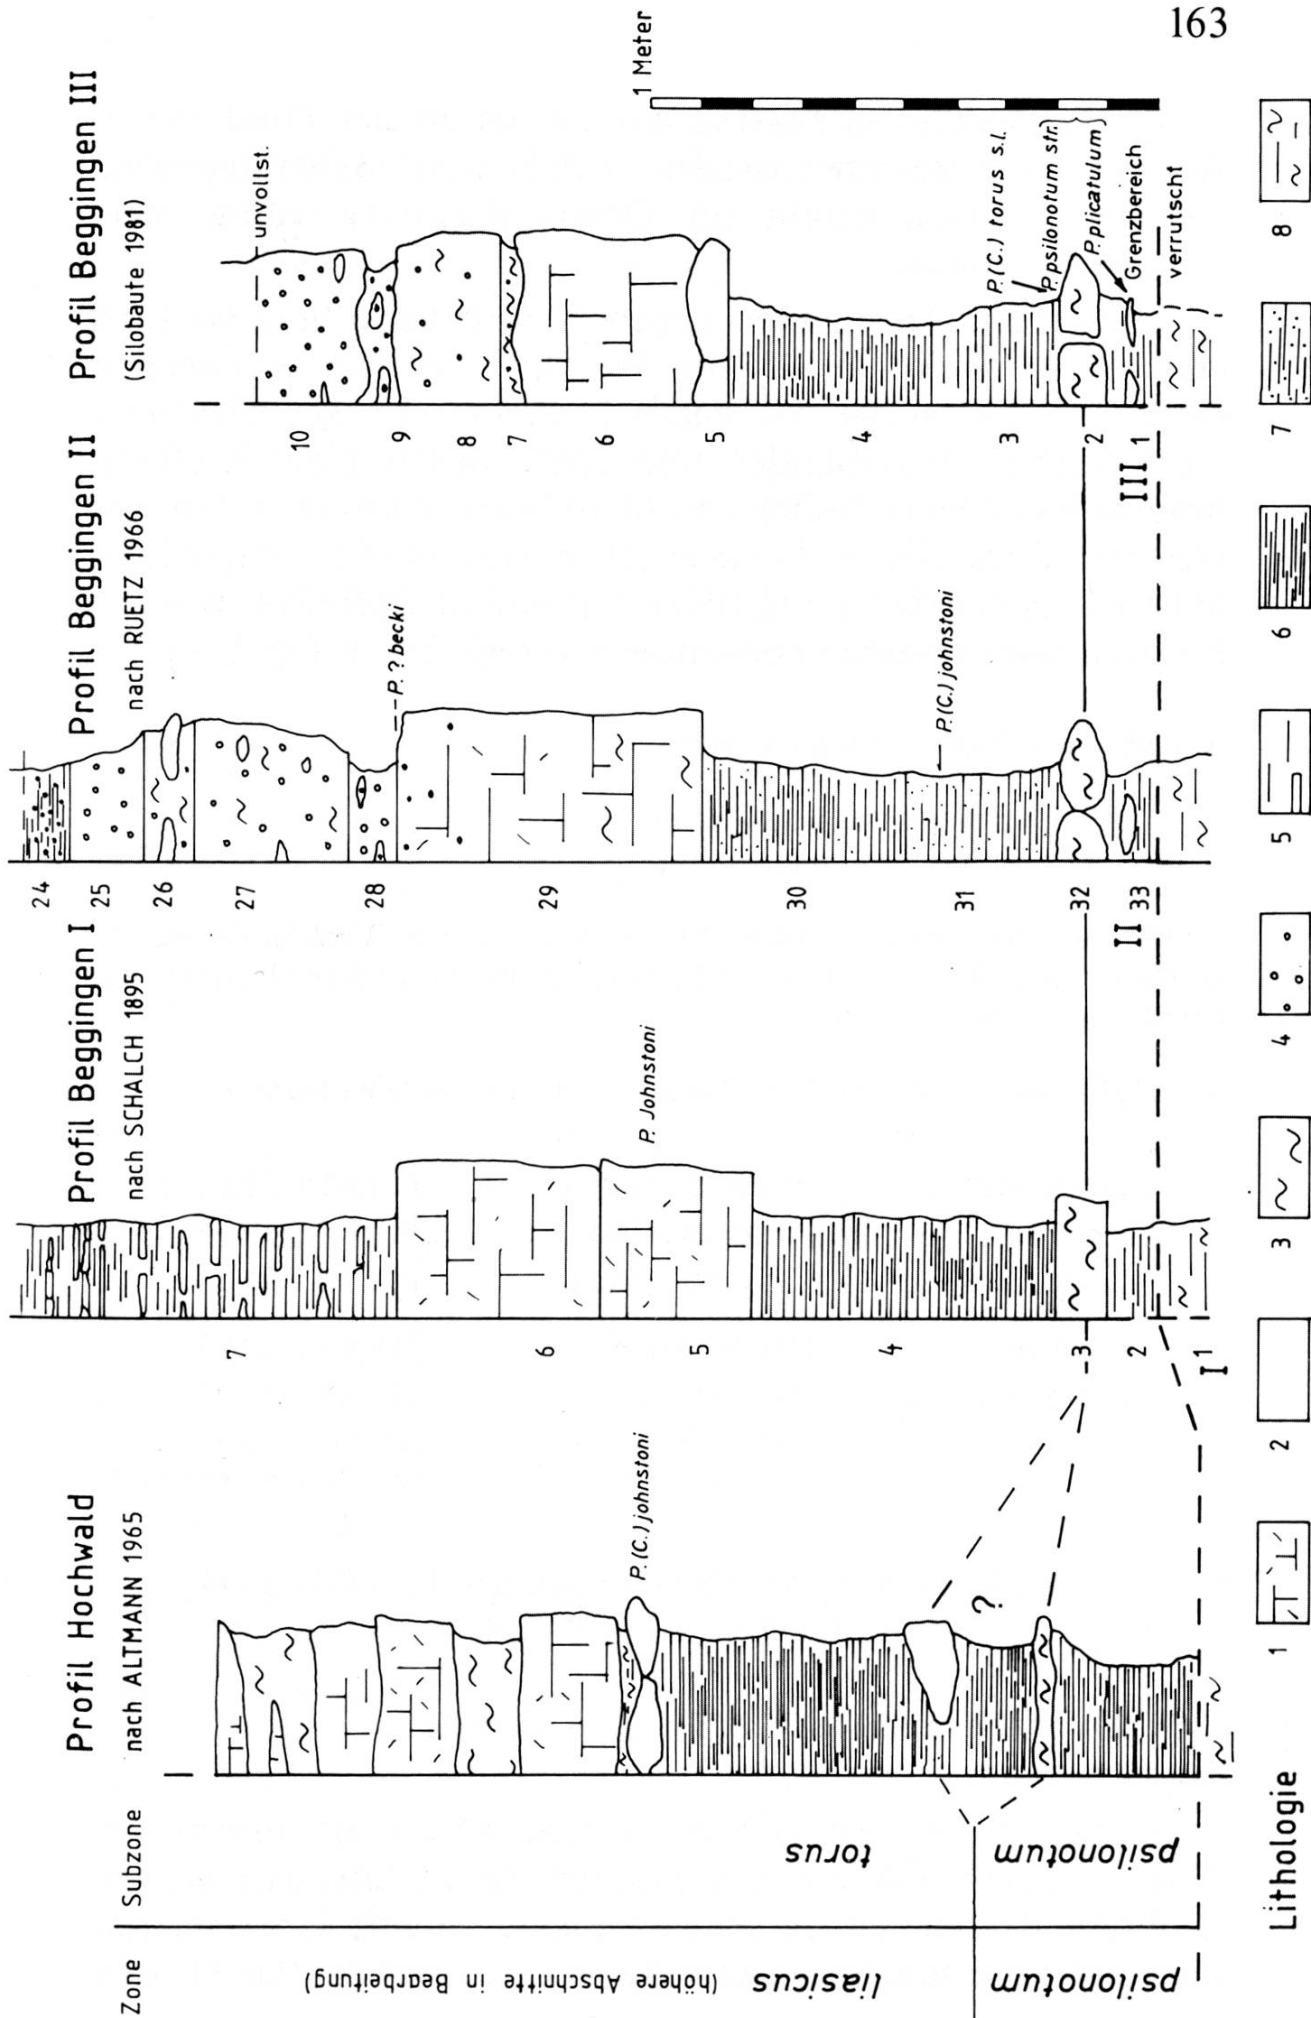 163
Zone
Subzone
Profil Hochwald
nach ALTMANN 1965
Profil Beggingen I
nach SCHALCH 1895
Profil Beggingen II
nach RUETZ 1966
Profil Beggingen III
(Silobaute 1981)
liasicus
(höhere Abschnitte in Bearbeitung)
psilonotum
torus
psilonotum
P.(C.) johnstoni
?
7
6
5
4
3
2
1
I
P. Johnstoni
24
25
26
27
28
29
30
31
32
33
II
P. ? becki
P.(C.) johnstoni
10
9
8
7
6
5
4
3
2
1
III
unvollst.
1 Meter
P.(C.) torus s.l.
P.psilonotum str.
P.plicatulum
Grenzbereich
verrutscht
Lithologie
1
2
3
4
5
6
7
8